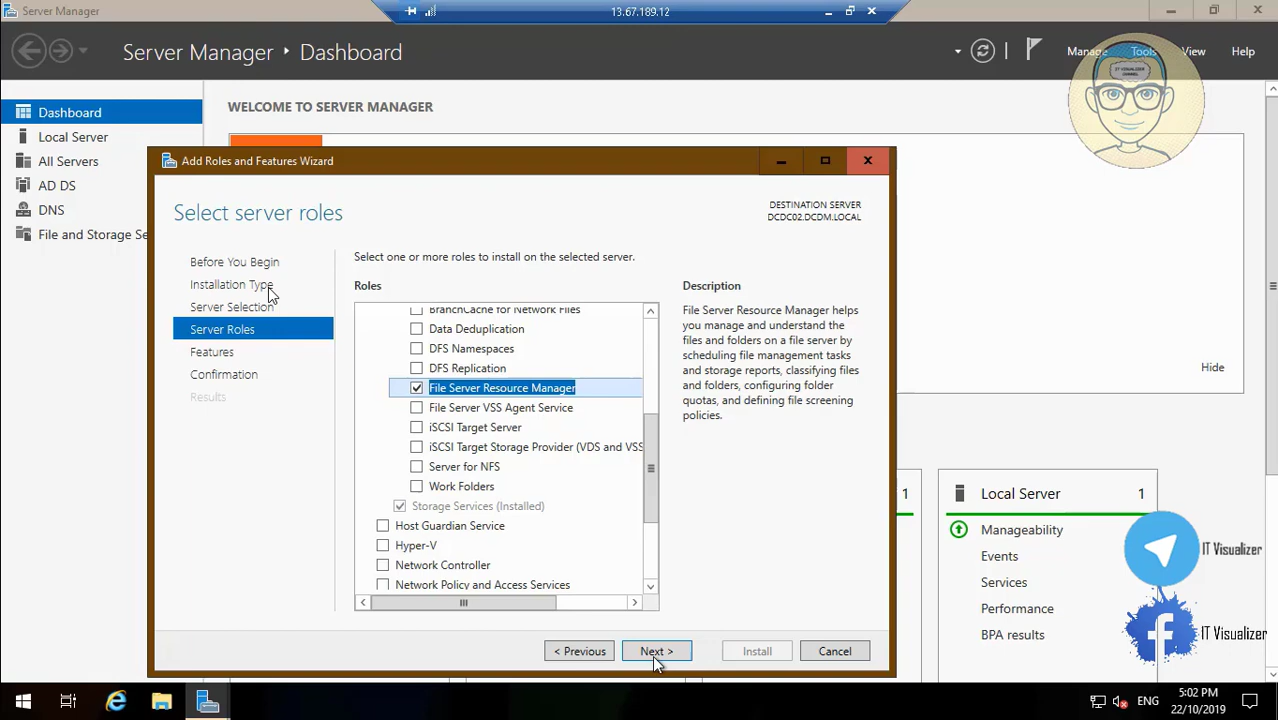 Server Manager
13.67.189.12
Server Manager • Dashboard
Manage
Tools
View
Help
IT VISUALIZER
CHANNEL
Dashboard
Local Server
All Servers
AD DS
DNS
File and Storage Se
WELCOME TO SERVER MANAGER
Add Roles and Features Wizard
Select server roles
DESTINATION SERVER
DCDC02.DCDM.LOCAL
Before You Begin
Installation Type
Server Selection
Server Roles
Features
Confirmation
Results
Select one or more roles to install on the selected server.
Roles
BranchCache for Network Files
Data Deduplication
DFS Namespaces
DFS Replication
File Server Resource Manager
File Server VSS Agent Service
iSCSI Target Server
iSCSI Target Storage Provider (VDS and VSS
Server for NFS
Work Folders
Storage Services (Installed)
Host Guardian Service
Hyper-V
Network Controller
Network Policy and Access Services
Description
File Server Resource Manager helps
you manage and understand the
files and folders on a file server by
scheduling file management tasks
and storage reports, classifying files
and folders, configuring folder
quotas, and defining file screening
policies.
Hide
< Previous
Next >
Install
Cancel
1
Local Server 1
Manageability
Events
Services
Performance
BPA results
IT Visualizer
IT Visualizer
ENG
5:02 PM
22/10/2019